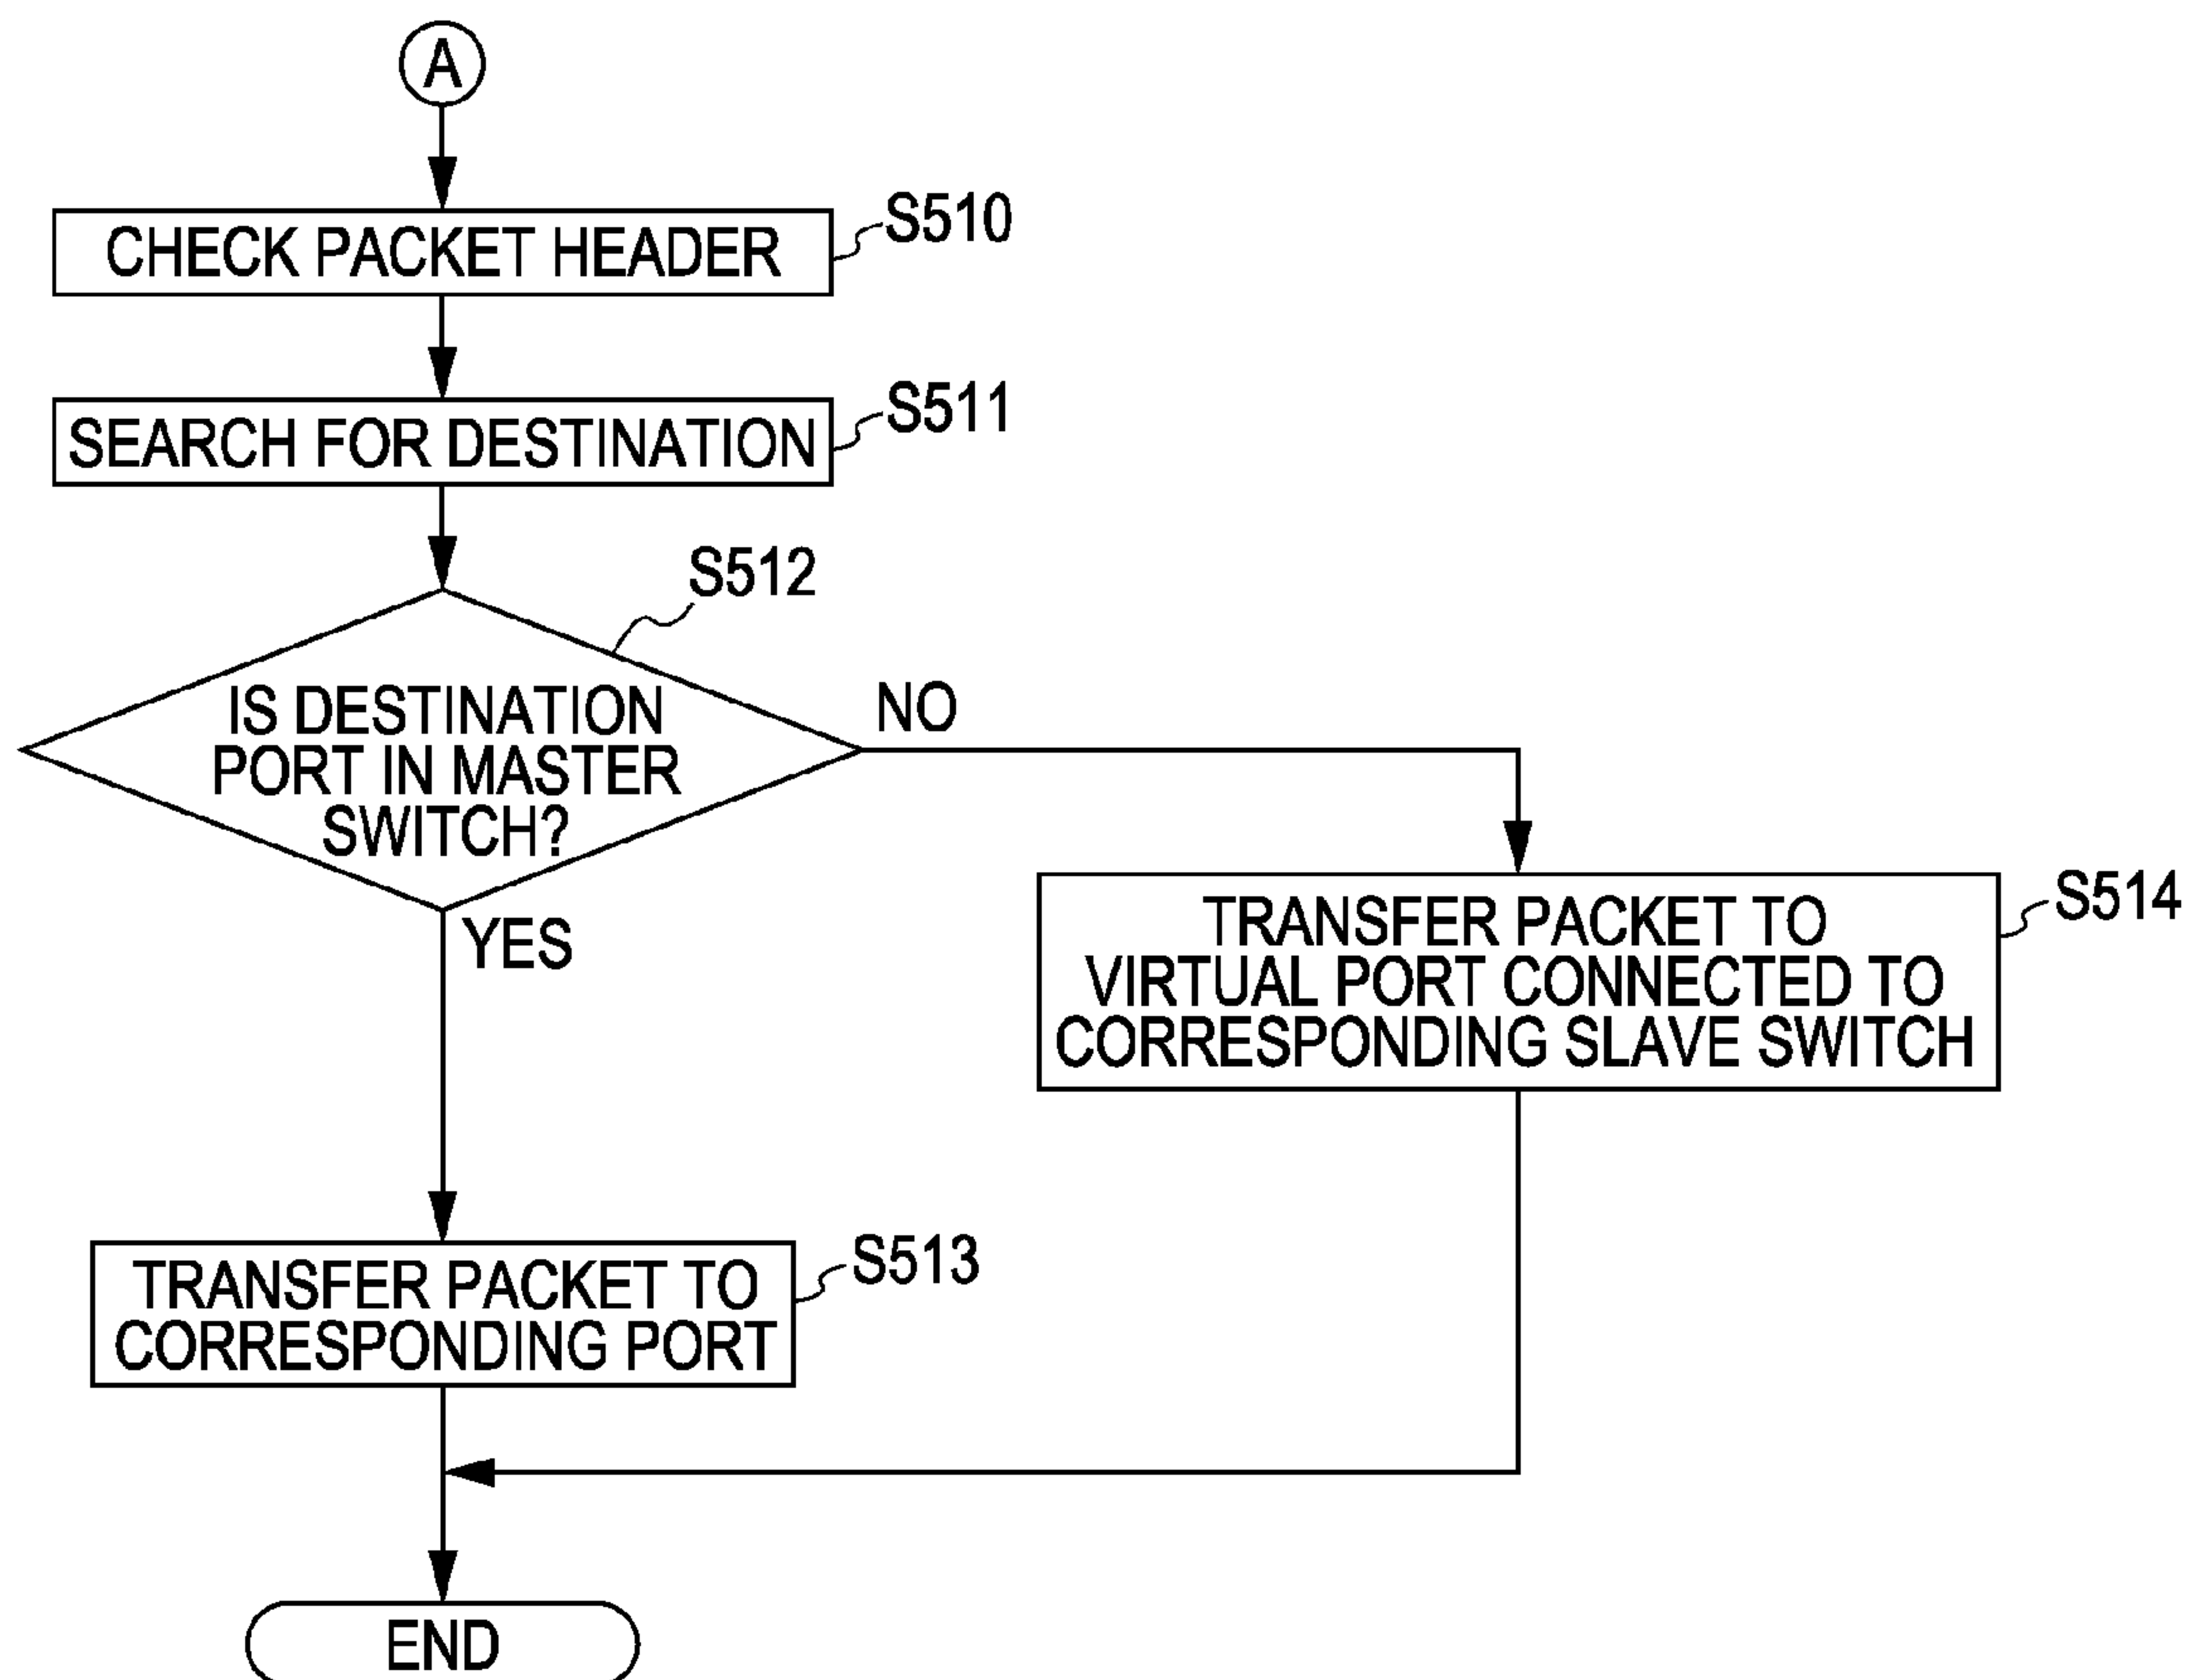 A
CHECK PACKET HEADER
S510
SEARCH FOR DESTINATION
S511
S512
IS DESTINATION
PORT IN MASTER
SWITCH?
NO
YES
TRANSFER PACKET TO
VIRTUAL PORT CONNECTED TO
CORRESPONDING SLAVE SWITCH
S514
TRANSFER PACKET TO
CORRESPONDING PORT
S513
END